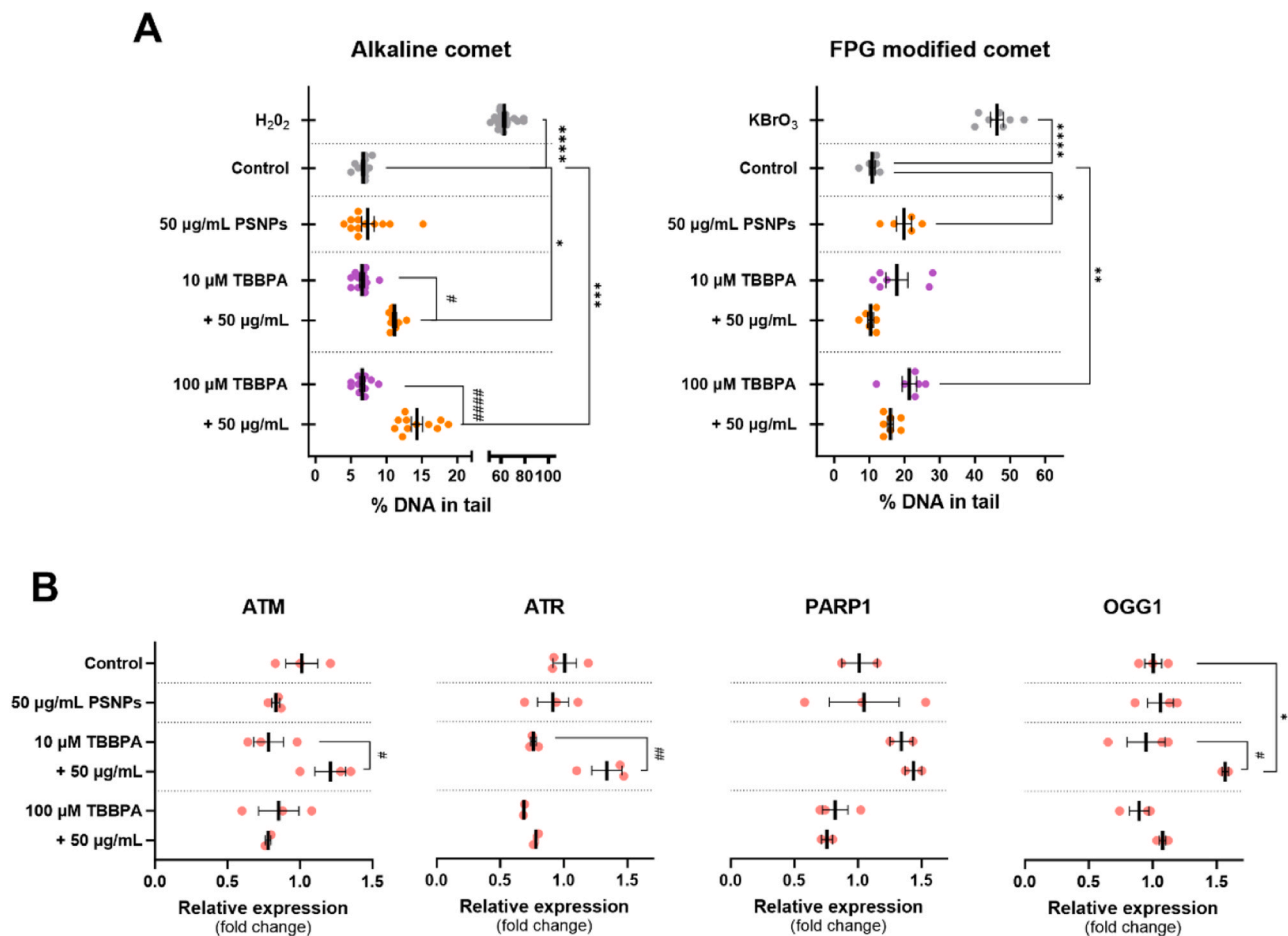 A
Alkaline comet
FPG modified comet
H₂0₂
Control
50 µg/mL PSNPs
10 µM TBBPA
+ 50 µg/mL
100 µM TBBPA
+ 50 µg/mL
****
*
***
#
####
0 5 10 15 20 60 80 100
% DNA in tail
KBrO₃
Control
50 µg/mL PSNPs
10 µM TBBPA
+ 50 µg/mL
100 µM TBBPA
+ 50 µg/mL
****
*
**
0 10 20 30 40 50 60
% DNA in tail
B
ATM
ATR
PARP1
OGG1
Control
50 µg/mL PSNPs
10 µM TBBPA
+ 50 µg/mL
100 µM TBBPA
+ 50 µg/mL
#
##
#
*
0.0 0.5 1.0 1.5
0.0 0.5 1.0 1.5
0.0 0.5 1.0 1.5
0.0 0.5 1.0 1.5
Relative expression
(fold change)
Relative expression
(fold change)
Relative expression
(fold change)
Relative expression
(fold change)